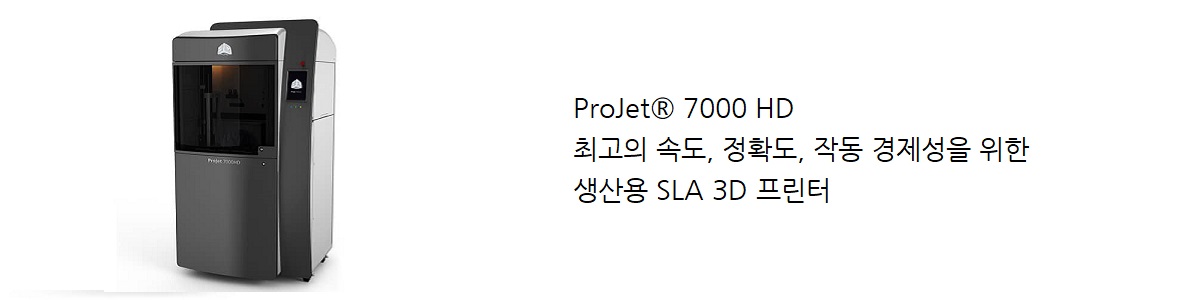 ProJet 7000HD
ProJet® 7000 HD
최고의 속도, 정확도, 작동 경제성을 위한
생산용 SLA 3D 프린터